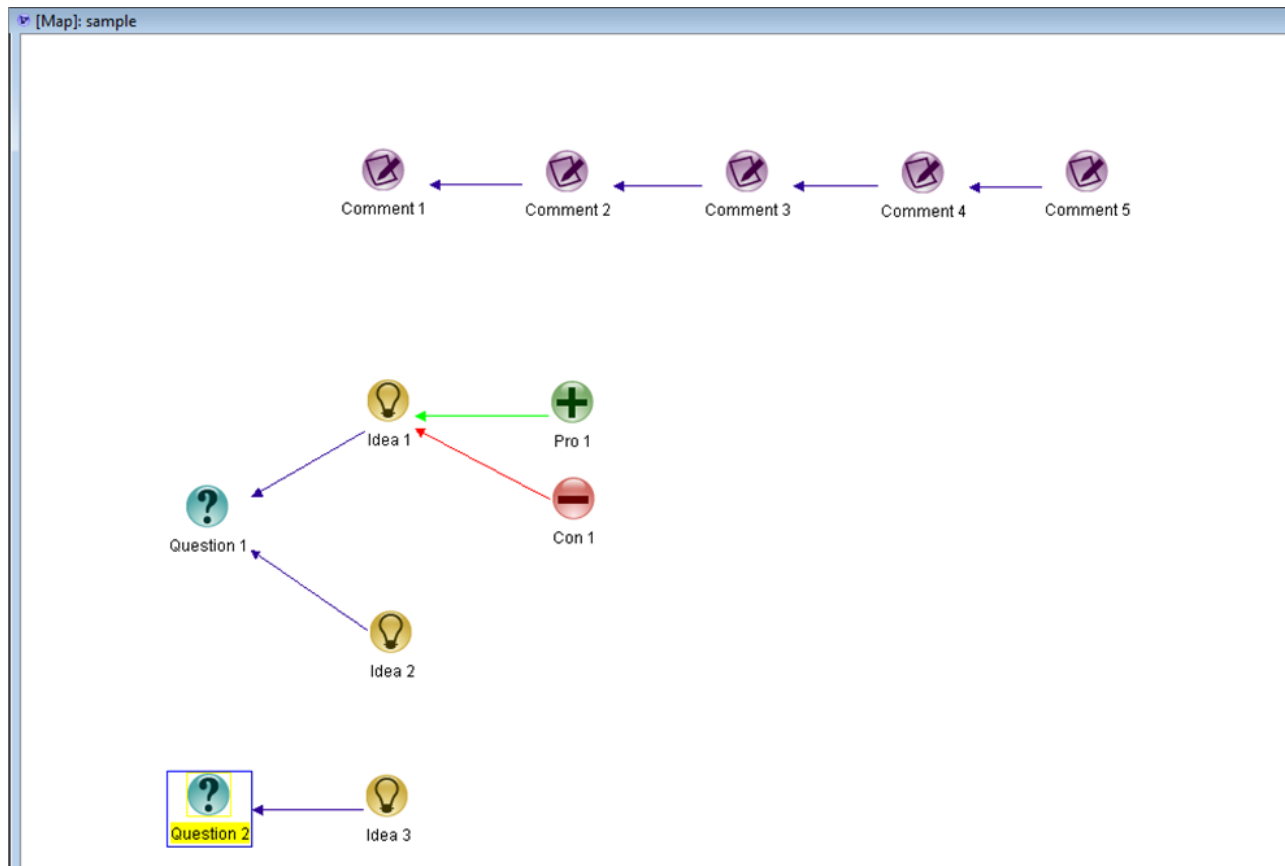 [Map]: sample
Comment 1
Comment 2
Comment 3
Comment 4
Comment 5
Idea 1
Pro 1
Con 1
Question 1
Idea 2
Question 2
Idea 3